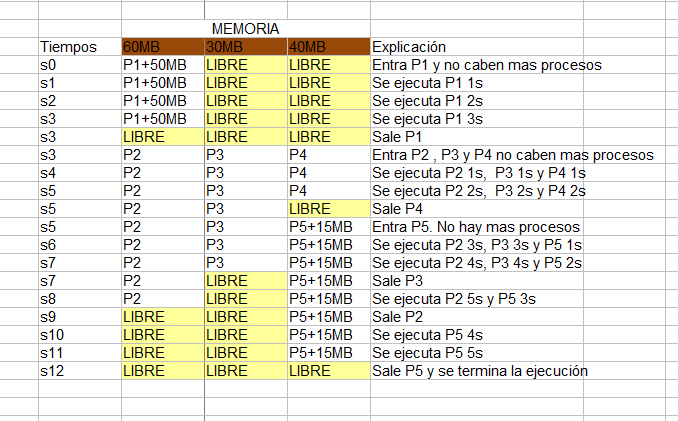 MEMORIA
Tiempos 60MB 30MB 40MB Explicación
s0 P1+50MB LIBRE LIBRE Entra P1 y no caben mas procesos
s1 P1+50MB LIBRE LIBRE Se ejecuta P1 1s
s2 P1+50MB LIBRE LIBRE Se ejecuta P1 2s
s3 P1+50MB LIBRE LIBRE Se ejecuta P1 3s
s3 LIBRE LIBRE LIBRE Sale P1
s3 P2 P3 P4 Entra P2 , P3 y P4 no caben mas procesos
s4 P2 P3 P4 Se ejecuta P2 1s, P3 1s y P4 1s
s5 P2 P3 P4 Se ejecuta P2 2s, P3 2s y P4 2s
s5 P2 P3 LIBRE Sale P4
s5 P2 P3 P5+15MB Entra P5. No hay mas procesos
s6 P2 P3 P5+15MB Se ejecuta P2 3s, P3 3s y P5 1s
s7 P2 P3 P5+15MB Se ejecuta P2 4s, P3 4s y P5 2s
s7 P2 LIBRE P5+15MB Sale P3
s8 P2 LIBRE P5+15MB Se ejecuta P2 5s y P5 3s
s9 LIBRE LIBRE P5+15MB Sale P2
s10 LIBRE LIBRE P5+15MB Se ejecuta P5 4s
s11 LIBRE LIBRE P5+15MB Se ejecuta P5 5s
s12 LIBRE LIBRE LIBRE Sale P5 y se termina la ejecución